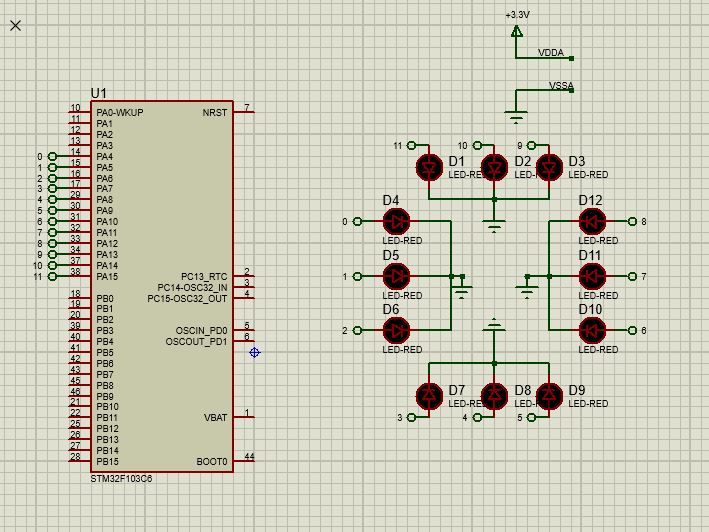 +3.3V
VDDA
VSSA
U1
10 PA0-WKUP NRST 7
11 PA1
12 PA2
13 PA3
0 14 PA4
1 15 PA5
2 16 PA6
3 17 PA7
4 29 PA8
5 30 PA9
6 31 PA10
7 32 PA11
8 33 PA12
9 34 PA13
10 37 PA14
11 38 PA15
PC13_RTC 2
PC14-OSC32_IN 3
PC15-OSC32_OUT 4
18 PB0
19 PB1
20 PB2
39 PB3 OSCIN_PD0 5
40 PB4 OSCOUT_PD1 6
41 PB5
42 PB6
43 PB7
45 PB8
46 PB9
21 PB10
22 PB11 VBAT 1
25 PB12
26 PB13
27 PB14
28 PB15 BOOT0 44
STM32F103C6
11 10 9
D1 D2 D3
LED-RED LED-RED LED-RED
D4 D12
0 8
LED-RED LED-RED
D5 D11
1 7
LED-RED LED-RED
D6 D10
2 6
LED-RED LED-RED
D7 D8 D9
LED-RED LED-RED LED-RED
3 4 5